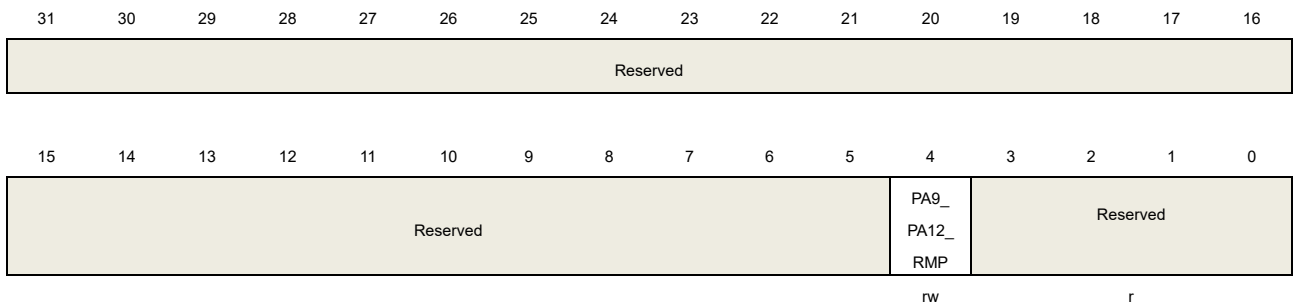 31 30 29 28 27 26 25 24 23 22 21 20 19 18 17 16
Reserved
15 14 13 12 11 10 9 8 7 6 5 4 3 2 1 0
Reserved
PA9_
PA12_
RMP
Reserved
rw r